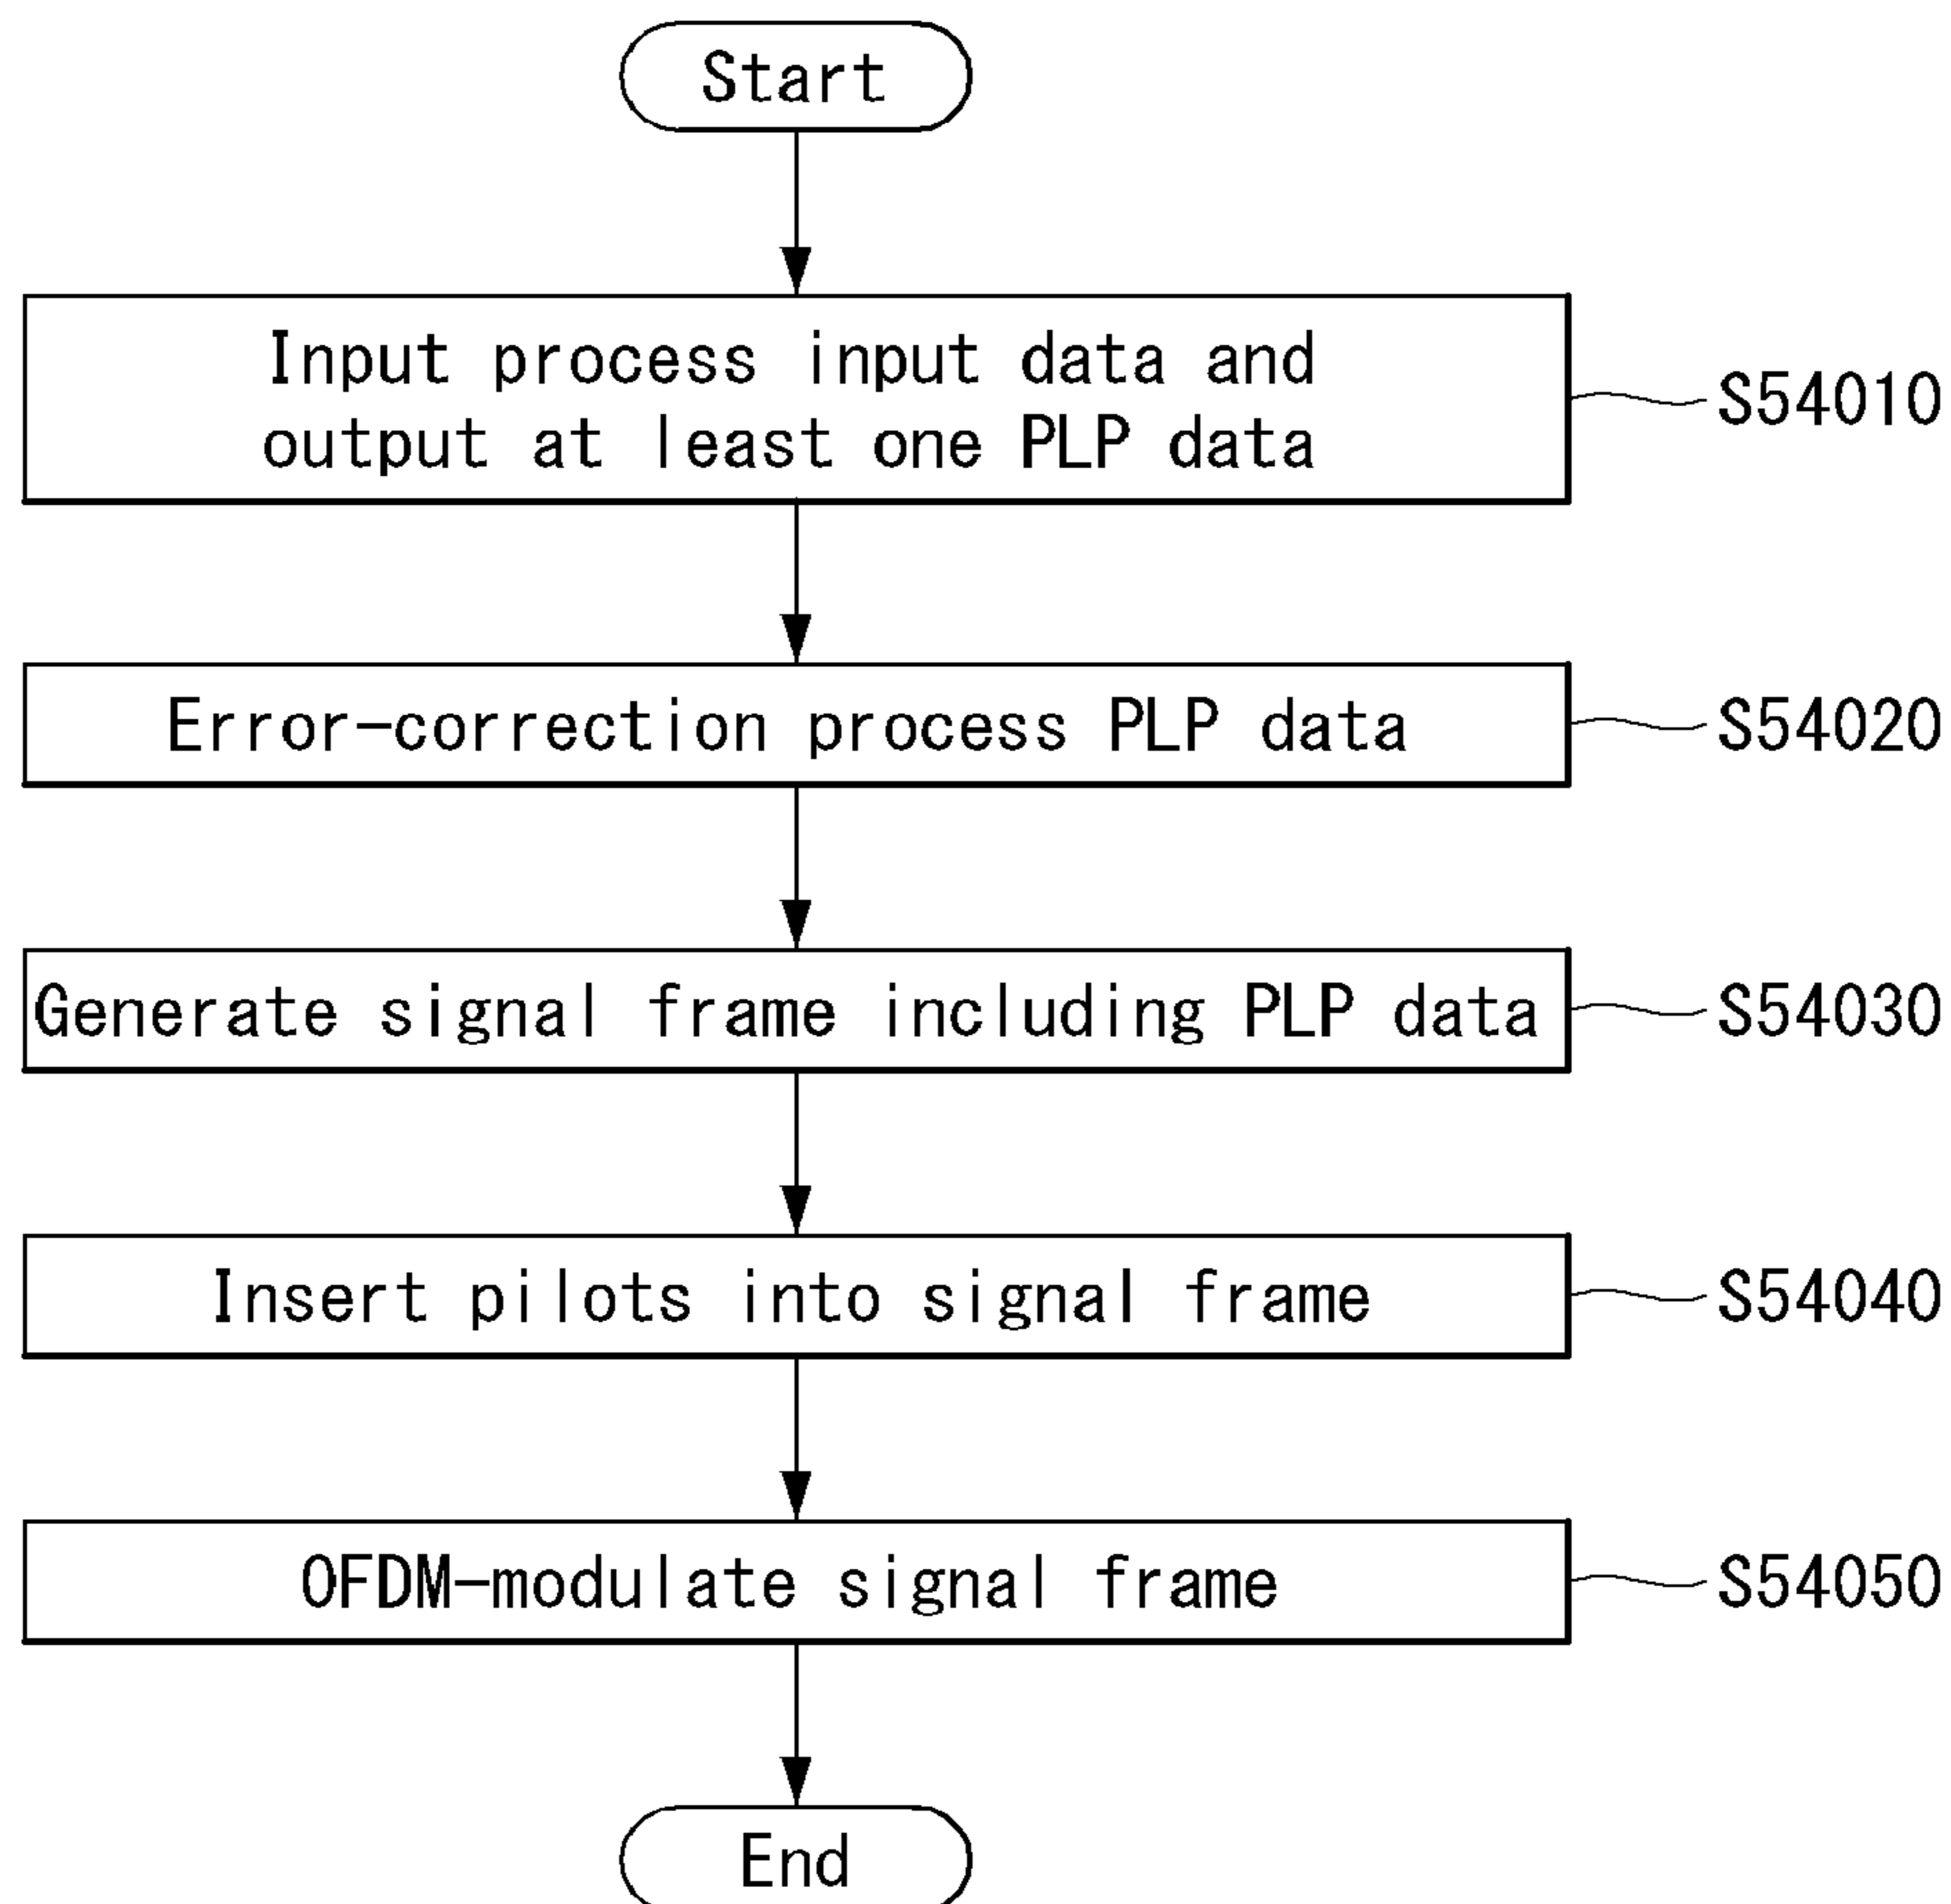 Start
Input process input data and
output at least one PLP data
S54010
Error-correction process PLP data
S54020
Generate signal frame including PLP data
S54030
Insert pilots into signal frame
S54040
OFDM-modulate signal frame
S54050
End